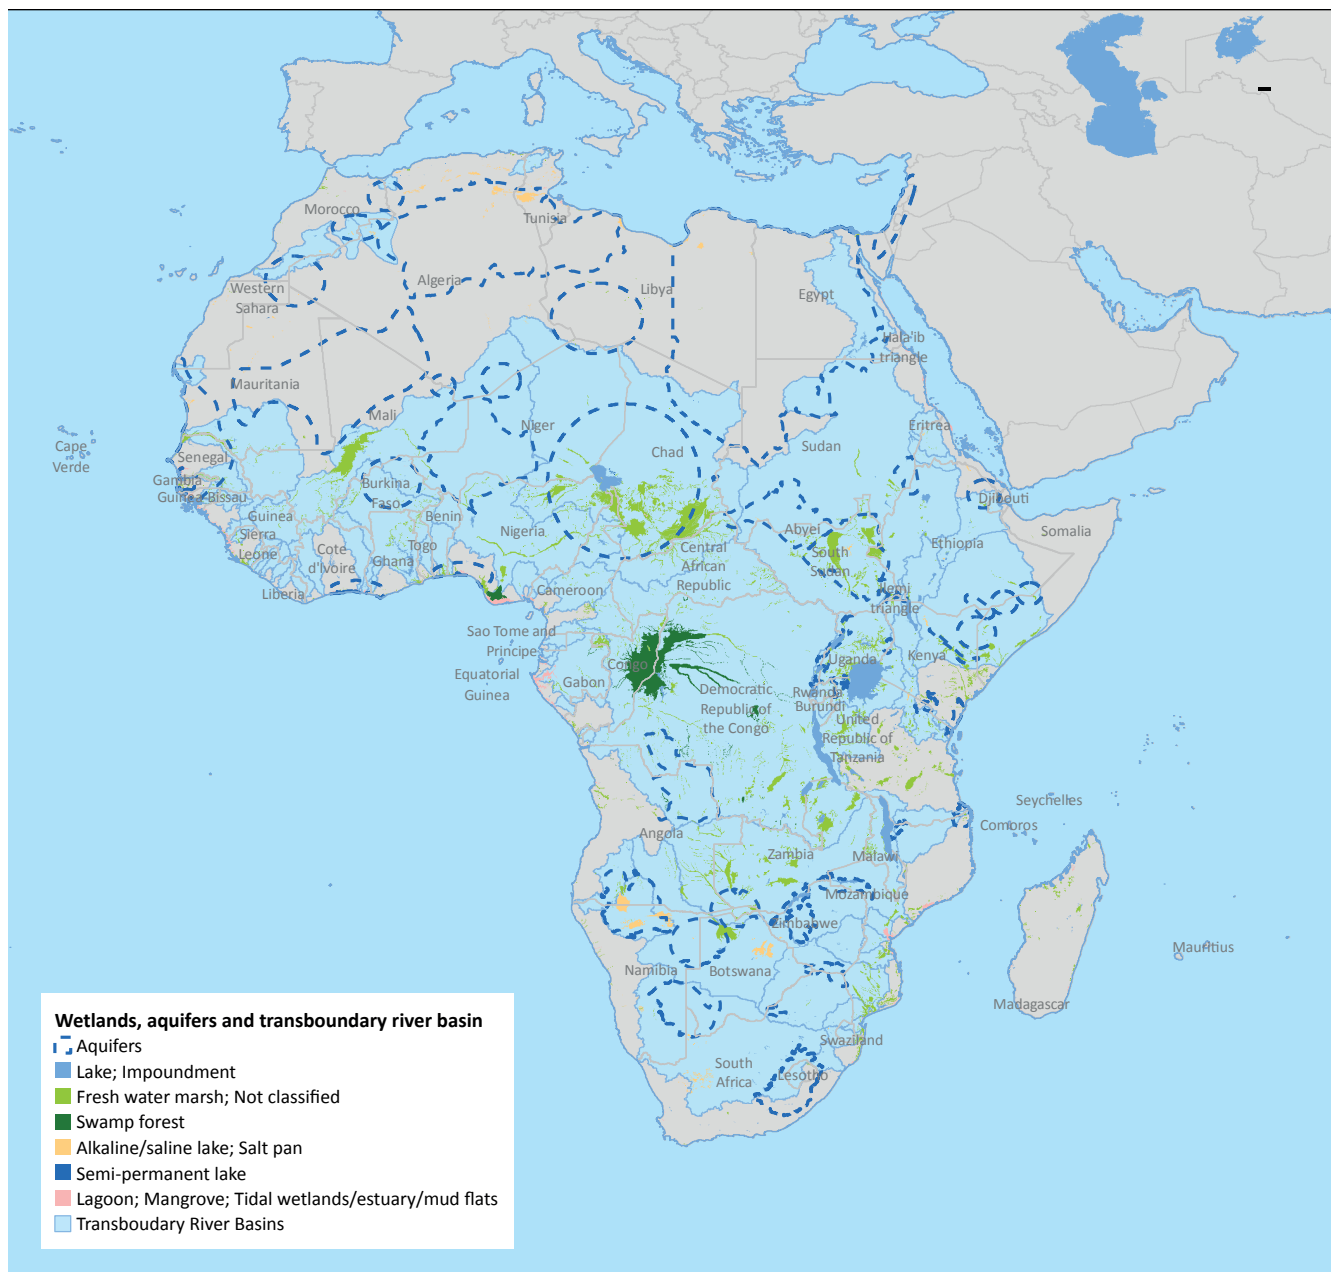 Morocco
Tunisia
Algeria
Libya
Egypt
Western
Sahara
Hala'ib
triangle
Mauritania
Mali
Niger
Chad
Sudan
Eritrea
Cape
Verde
Senegal
Gambia
Guinea Bissau
Burkina
Faso
Djibouti
Guinea
Benin
Nigeria
Abyei
Somalia
Sierra
Leone
Cote
d'Ivoire
Ghana
Togo
Central
African
Republic
South
Sudan
Ethiopia
Liberia
Cameroon
Ilemi
triangle
Sao Tome and
Principe
Equatorial
Guinea
Gabon
Congo
Uganda
Kenya
Democratic
Republic of
the Congo
Rwanda
Burundi
United
Republic of
Tanzania
Seychelles
Comoros
Angola
Zambia
Malawi
Mozambique
Zimbabwe
Mauritius
Namibia
Botswana
Madagascar
Swaziland
South
Africa
Lesotho
Wetlands, aquifers and transboundary river basin
Aquifers
Lake; Impoundment
Fresh water marsh; Not classified
Swamp forest
Alkaline/saline lake; Salt pan
Semi-permanent lake
Lagoon; Mangrove; Tidal wetlands/estuary/mud flats
Transboudary River Basins